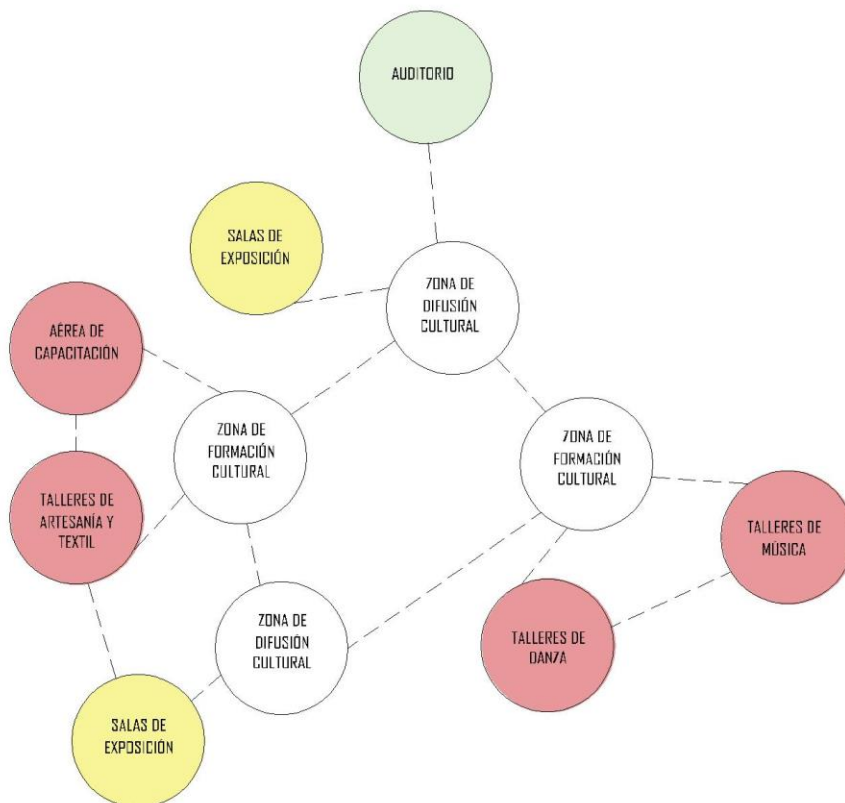 AUDITORIO
SALAS DE
EXPOSICIÓN
ZONA DE
DIFUSIÓN
CULTURAL
AÉREA DE
CAPACITACIÓN
ZONA DE
FORMACIÓN
CULTURAL
ZONA DE
FORMACIÓN
CULTURAL
TALLERES DE
ARTESANÍA Y
TEXTIL
TALLERES DE
MÚSICA
ZONA DE
DIFUSIÓN
CULTURAL
TALLERES DE
DANZA
SALAS DE
EXPOSICIÓN